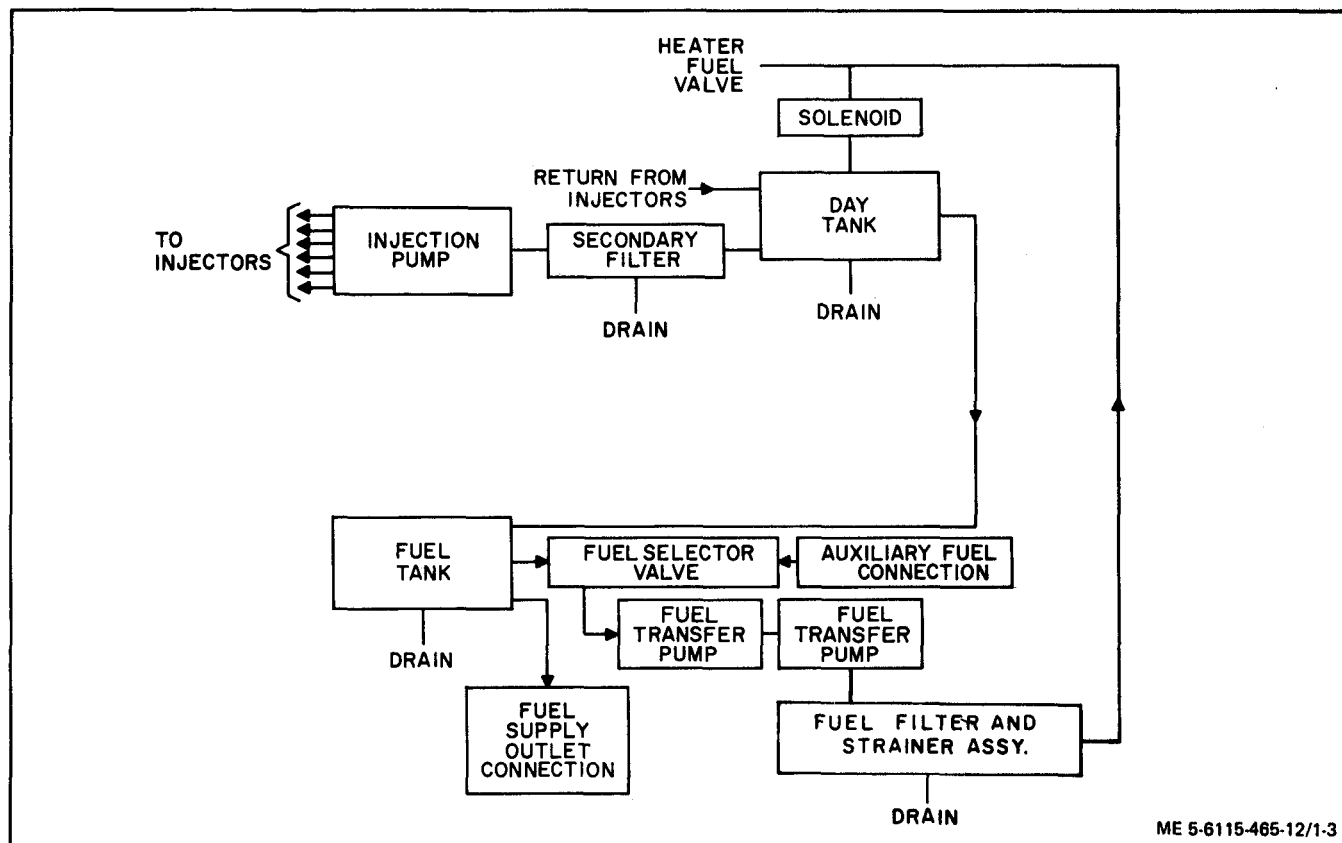 HEATER
FUEL
VALVE
SOLENOID
RETURN FROM
INJECTORS
DAY
TANK
TO
INJECTORS
INJECTION
PUMP
SECONDARY
FILTER
DRAIN
DRAIN
FUEL
TANK
FUEL SELECTOR
VALVE
AUXILIARY FUEL
CONNECTION
FUEL
TRANSFER
PUMP
FUEL
TRANSFER
PUMP
DRAIN
FUEL
SUPPLY
OUTLET
CONNECTION
FUEL FILTER AND
STRAINER ASSY.
DRAIN
ME 5-6115-465-12/1-3